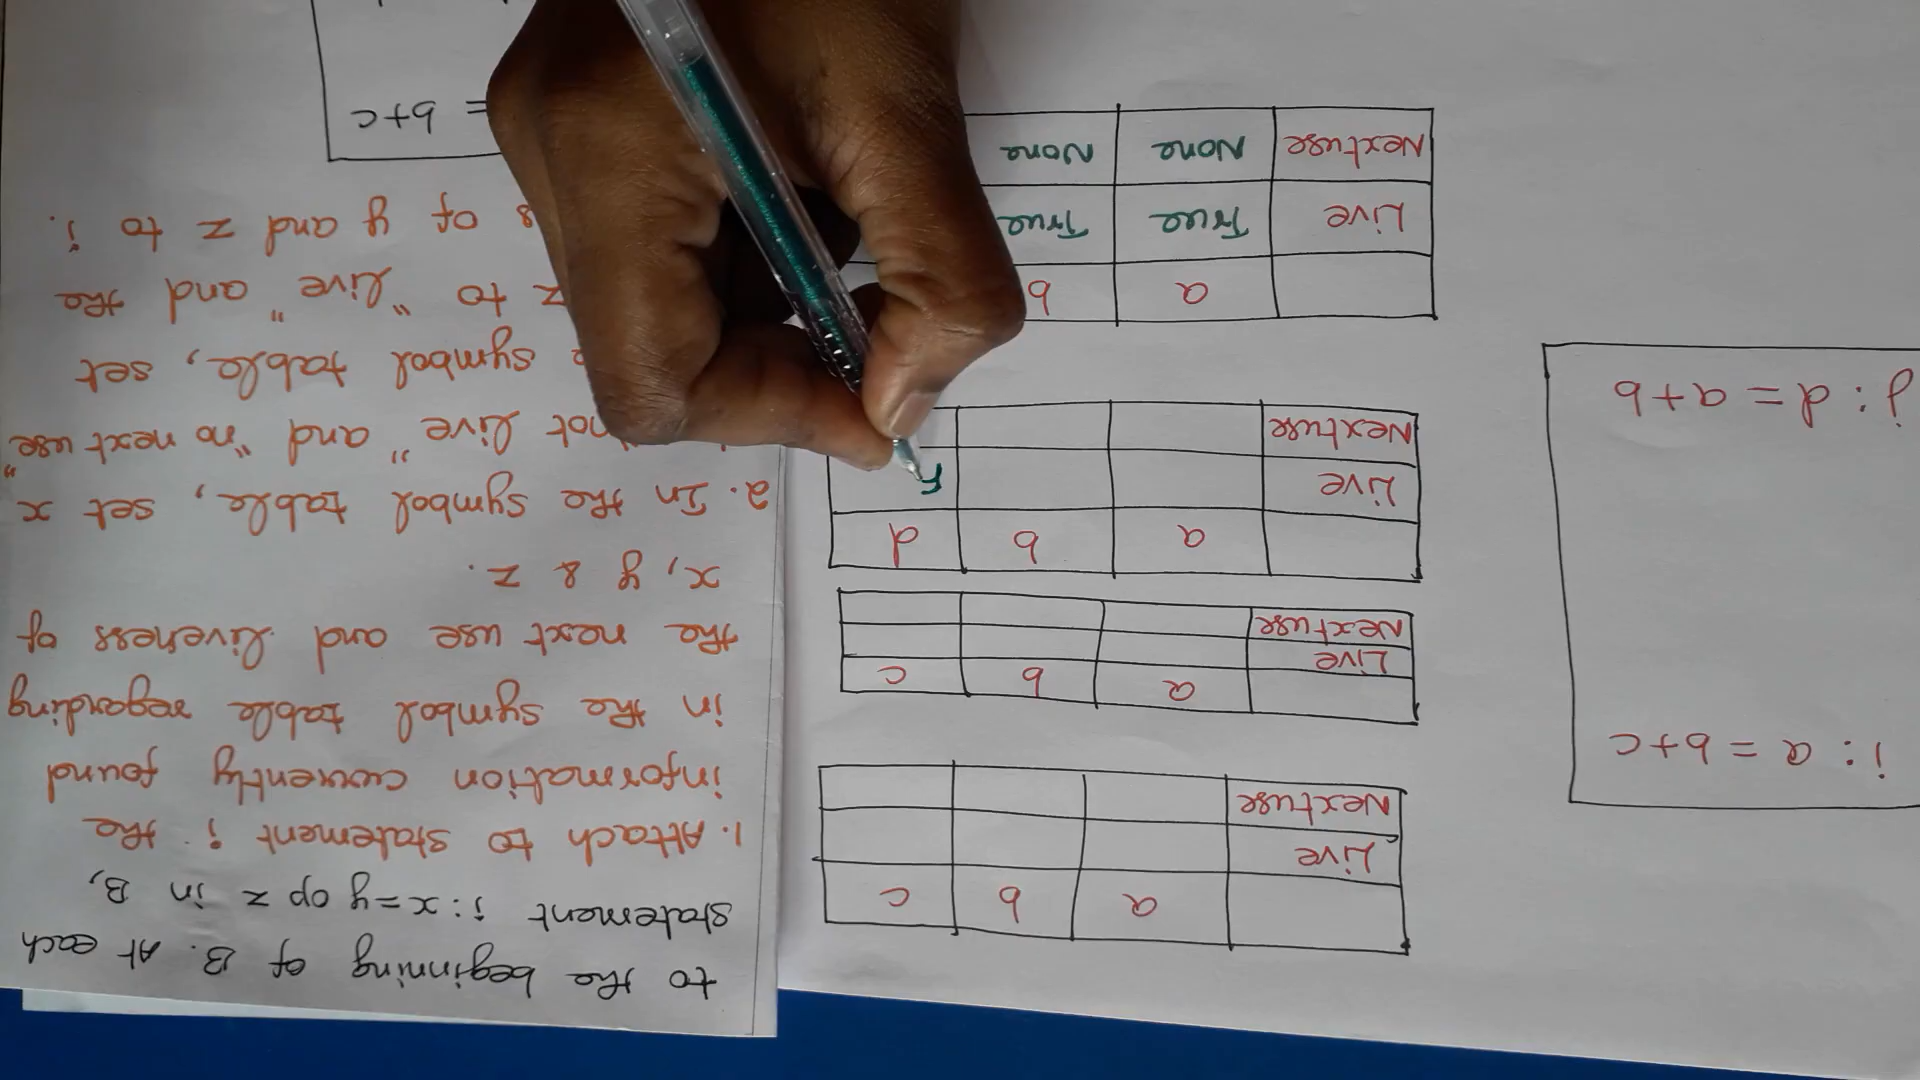 i: a = b+c
j: d = a+b
a b c
Live
Nextuse
a b c
Live
Nextuse
a b d
Live F
Nextuse
a b
Live True True
Nextuse None None
to the beginning of B. At each
statement i: x=y op z in B,
1. Attach to statement i the
information currently found
in the symbol table regarding
the next use and liveness of
x, y & z.
2. In the symbol table, set x
not live" and "no next use"
symbol table, set
z to "live" and the
of y and z to i.
= b+c